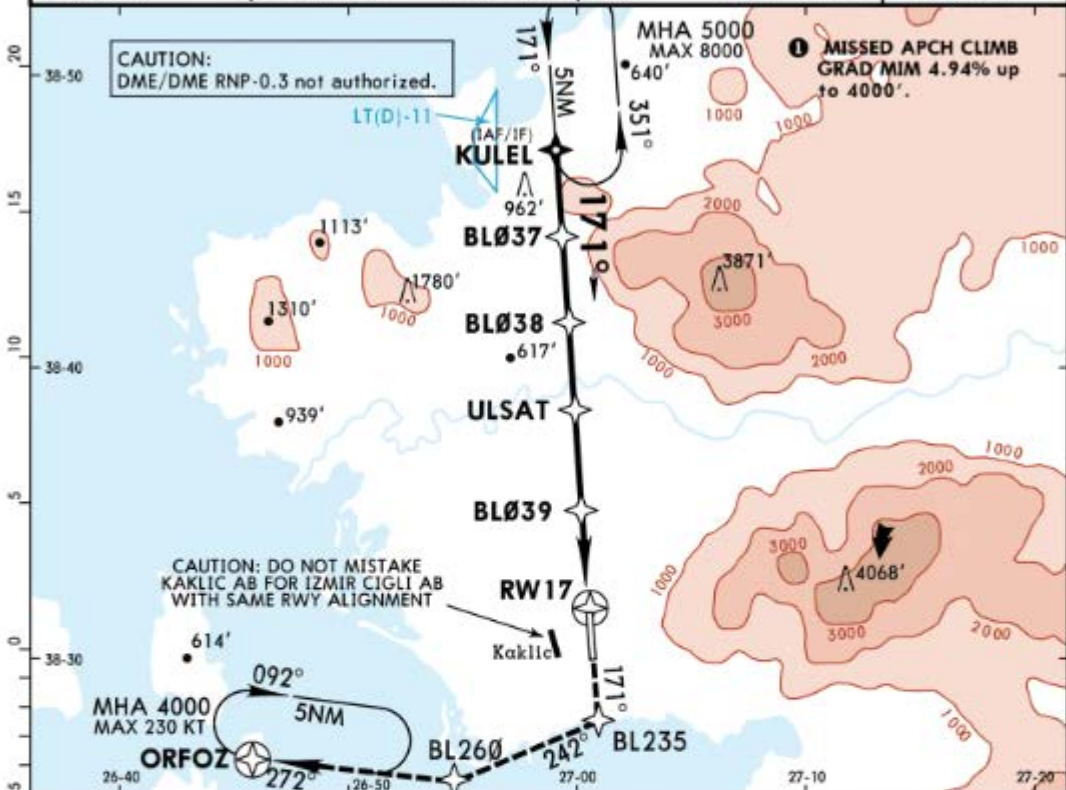 CAUTION:
DME/DME RNP-0.3 not authorized.
LT(D)-11
171°
5NM
MHA 5000
MAX 8000
640'
351°
1 MISSED APCH CLIMB
GRAD MIM 4.94% up
to 4000'.
1000
1000
20
38-50
(IAF/IF)
KULEL
962'
171°
15
2000
1113'
BLØ37
1000
3871'
1780'
1000
3000
1310'
BLØ38
617'
1000
1000
2000
1000
10
38-40
939'
ULSAT
1000
2000
5
BLØ39
3000
4068'
1000
3000
2000
CAUTION: DO NOT MISTAKE
KAKLIC AB FOR IZMIR CIGLI AB
WITH SAME RWY ALIGNMENT
RW17
Kaklic
0
38-30
614'
092°
5NM
MHA 4000
MAX 230 KT
171°
1000
ORFOZ
272°
BL26Ø
242°
BL235
5
26-40
26-50
27-00
27-10
27-20